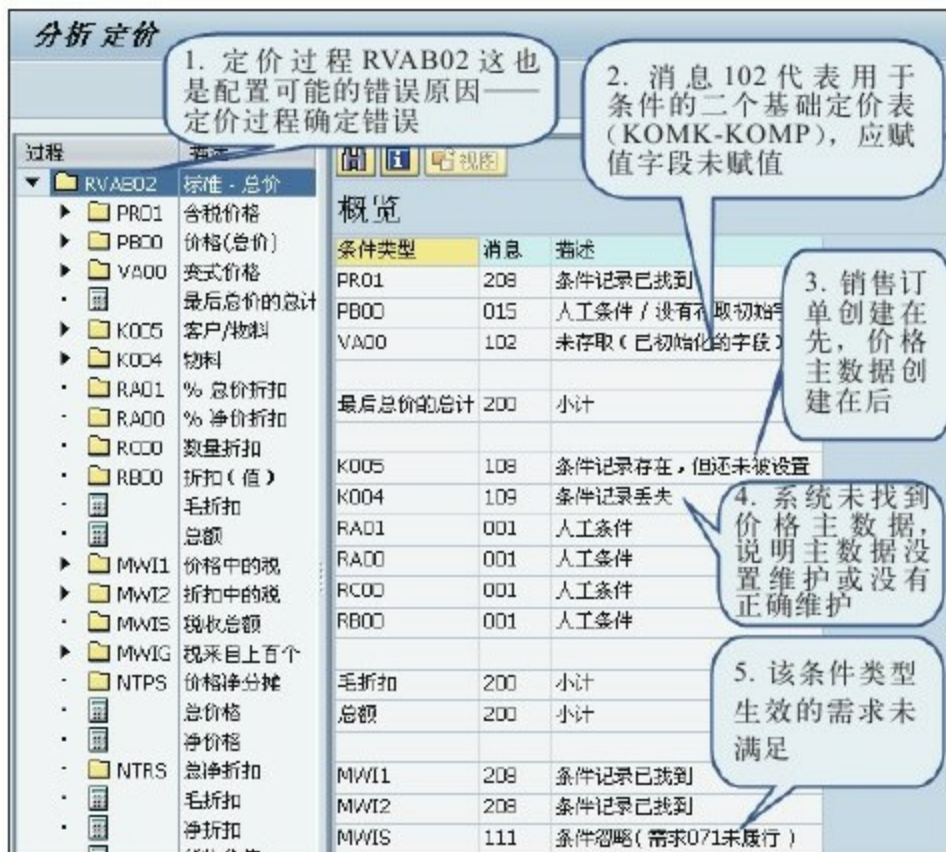 分析 定价
1. 定价过程 RVAB02 这也
是配置可能的错误原因——
定价过程确定错误
2. 消息 102 代表用于
条件的二个基础定价表
(KOMK-KOMP)，应赋
值字段未赋值
过程
RVAB02 标准 - 总价
PR01 含税价格
PB00 价格(总价)
VA00 变式价格
最后总价的总计
K005 客户/物料
K004 物料
RA01 % 总价折扣
RA00 % 净价折扣
RC00 数量折扣
RB00 折扣(值)
毛折扣
总额
MWI1 价格中的税
MWI2 折扣中的税
MWIS 税收总额
MWIG 税来自上百个
NTPS 价格净分摊
总价格
净价格
NTRS 总净折扣
毛折扣
净折扣
视图
概览
条件类型 消息 描述
PR01 208 条件记录已找到
PB00 015 人工条件 / 没有存取初始
VA00 102 未存取(已初始化的字段)
最后总价的总计 200 小计
K005 108 条件记录存在，但还未被设置
K004 109 条件记录丢失
RA01 001 人工条件
RA00 001 人工条件
RC00 001 人工条件
RB00 001 人工条件
毛折扣 200 小计
总额 200 小计
MWI1 208 条件记录已找到
MWI2 208 条件记录已找到
MWIS 111 条件忽略(需求071未履行)
3. 销售订
单创建在
先，价格
主数据创
建在后
4. 系统未找到
价格主数据，
说明主数据没
置维护或没有
正确维护
5. 该条件类型
生效的需求未
满足